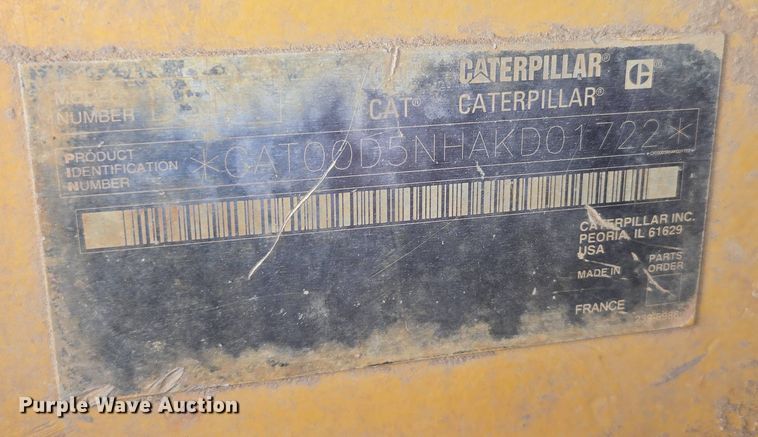 CATERPILLAR®
NUMBER
CAT® CATERPILLAR®
PRODUCT
IDENTIFICATION
NUMBER
*CAT00D5NHAKD01722*
CATERPILLAR INC.
PEORIA, IL 61629
USA
MADE IN
PARTS
ORDER
FRANCE
Purple Wave Auction